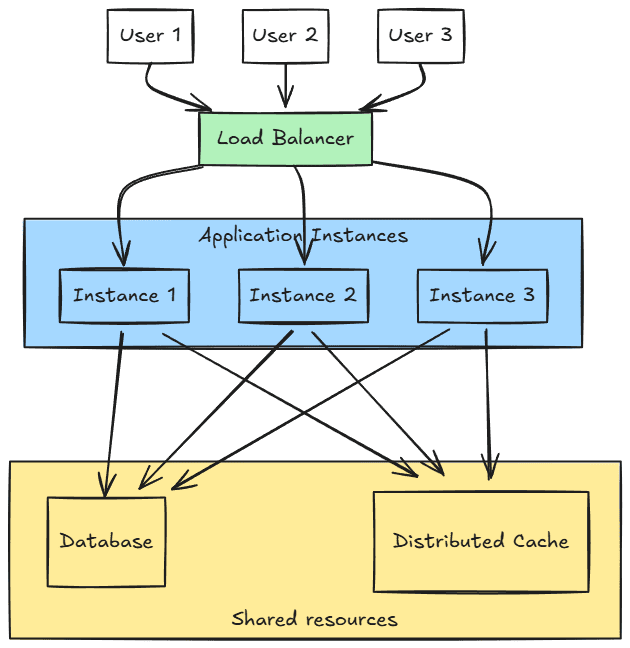 User 1
User 2
User 3
Load Balancer
Application Instances
Instance 1
Instance 2
Instance 3
Database
Distributed Cache
Shared resources